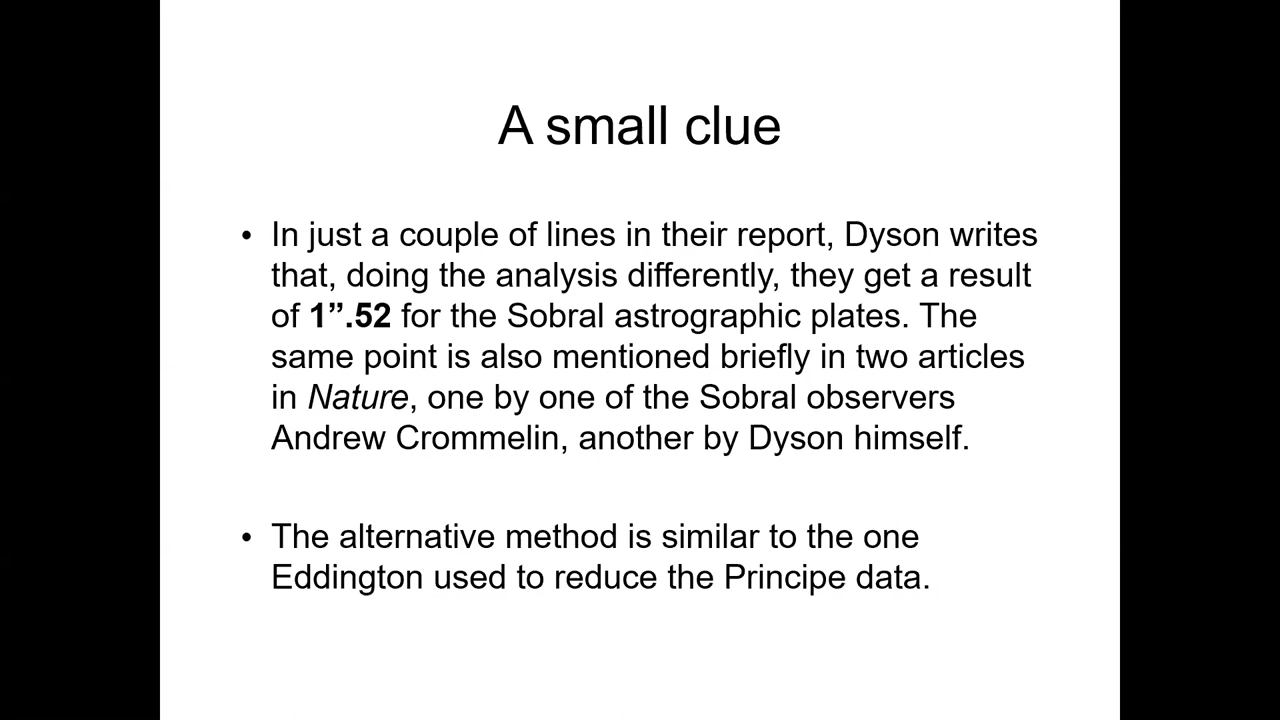 A small clue
• In just a couple of lines in their report, Dyson writes
that, doing the analysis differently, they get a result
of 1”.52 for the Sobral astrographic plates. The
same point is also mentioned briefly in two articles
in Nature, one by one of the Sobral observers
Andrew Crommelin, another by Dyson himself.
• The alternative method is similar to the one
Eddington used to reduce the Principe data.